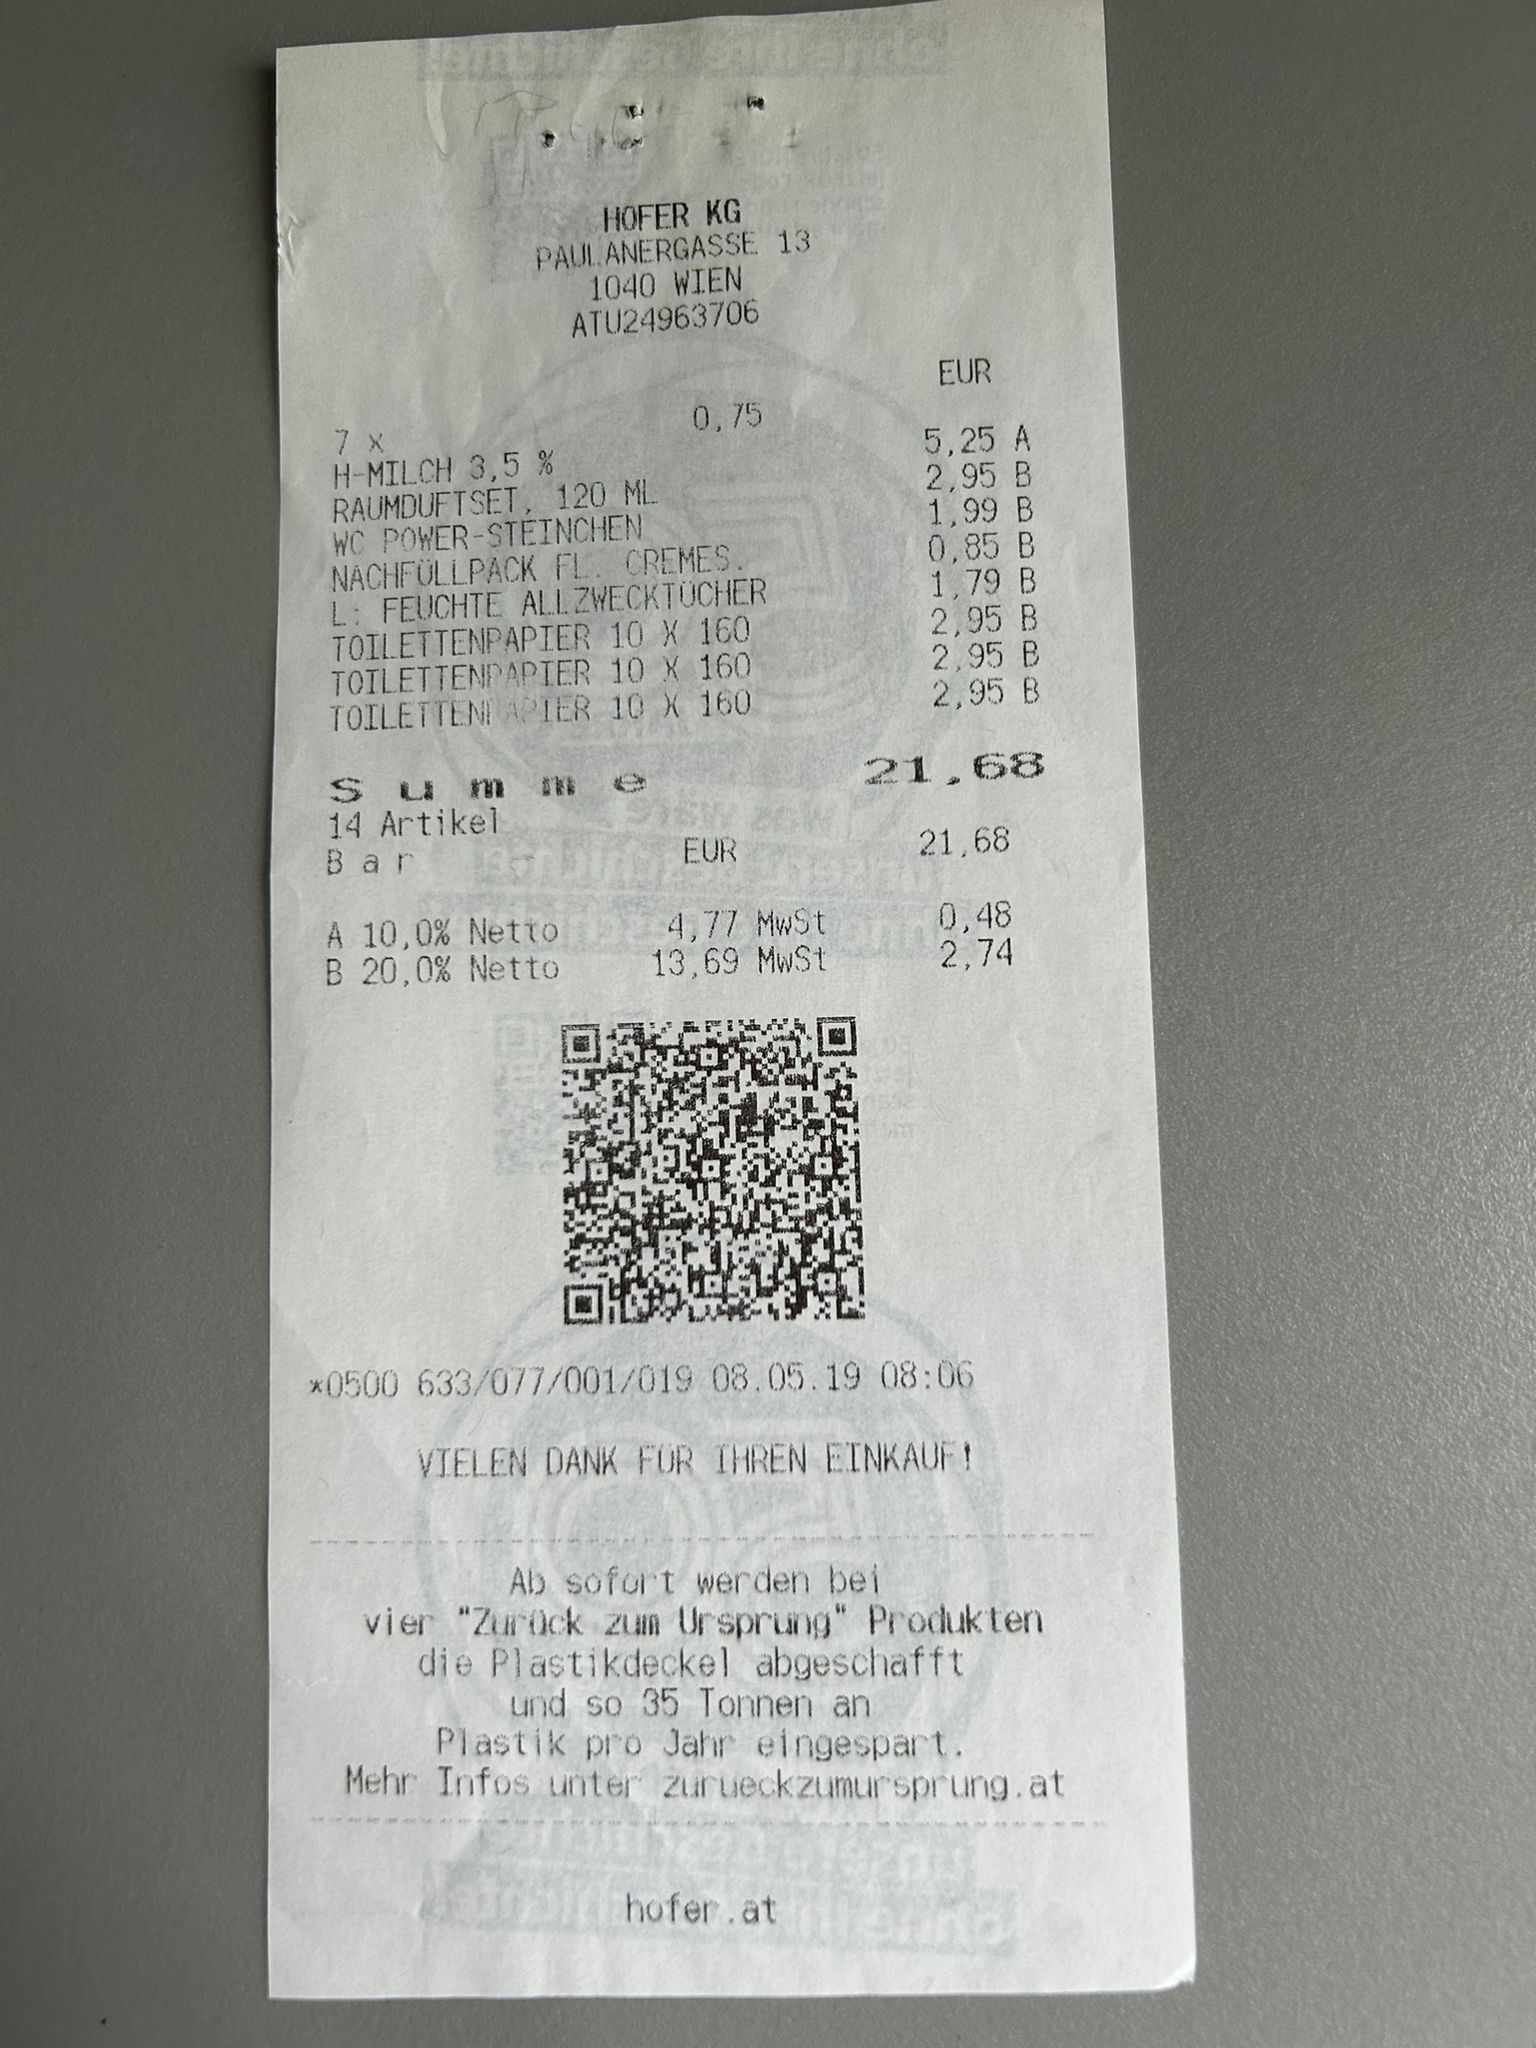 HOFER KG
PAULANERGASSE 13
1040 WIEN
ATU24963706
EUR
7 x 0,75
H-MILCH 3,5 % 5,25 A
RAUMDUFTSET, 120 ML 2,95 B
WC POWER-STEINCHEN 1,99 B
NACHFÜLLPACK FL. CREMES. 0,85 B
L: FEUCHTE ALLZWECKTÜCHER 1,79 B
TOILETTENPAPIER 10 X 160 2,95 B
TOILETTENPAPIER 10 X 160 2,95 B
TOILETTENPAPIER 10 X 160 2,95 B
S u m m e 21,68
14 Artikel
B a r EUR 21,68
A 10,0% Netto 4,77 MwSt 0,48
B 20,0% Netto 13,69 MwSt 2,74
*0500 633/077/001/019 08.05.19 08:06
VIELEN DANK FÜR IHREN EINKAUF!
Ab sofort werden bei
vier "Zurück zum Ursprung" Produkten
die Plastikdeckel abgeschafft
und so 35 Tonnen an
Plastik pro Jahr eingespart.
Mehr Infos unter zurueckzumursprung.at
hofer.at